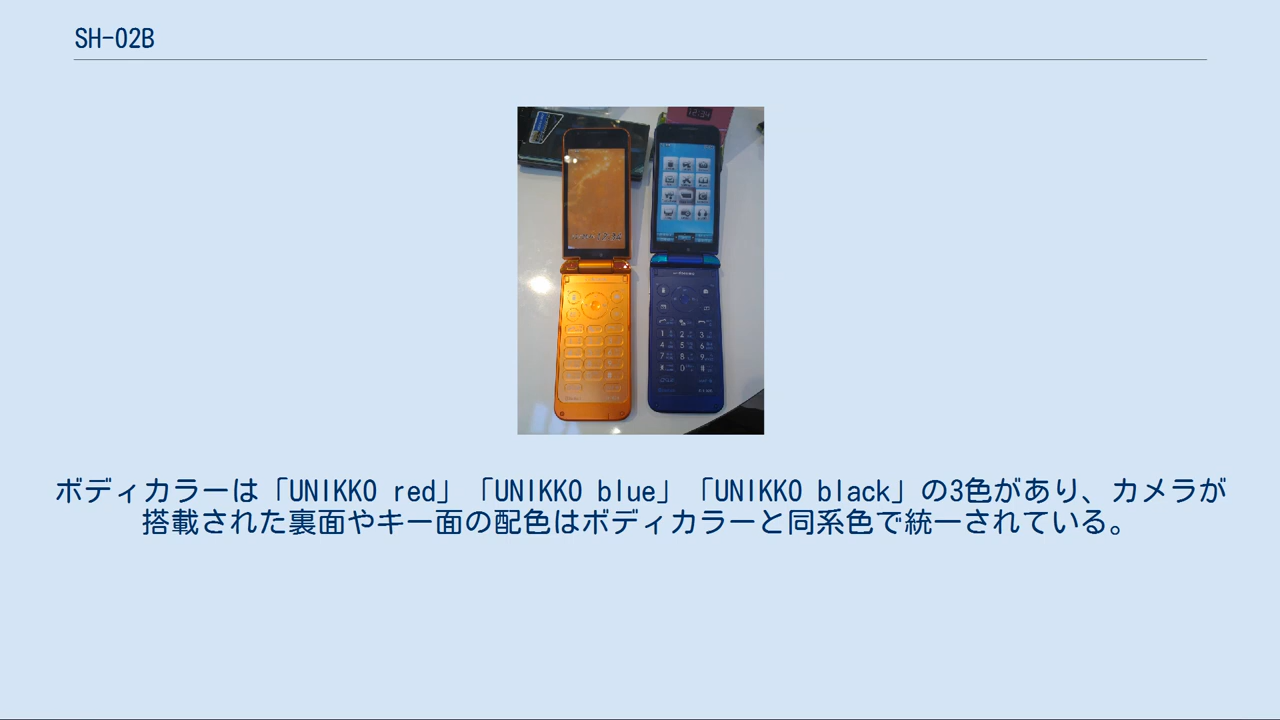 SH-02B
12:34
ボディカラーは「UNIKKO red」「UNIKKO blue」「UNIKKO black」の3色があり、カメラが
搭載された裏面やキー面の配色はボディカラーと同系色で統一されている。